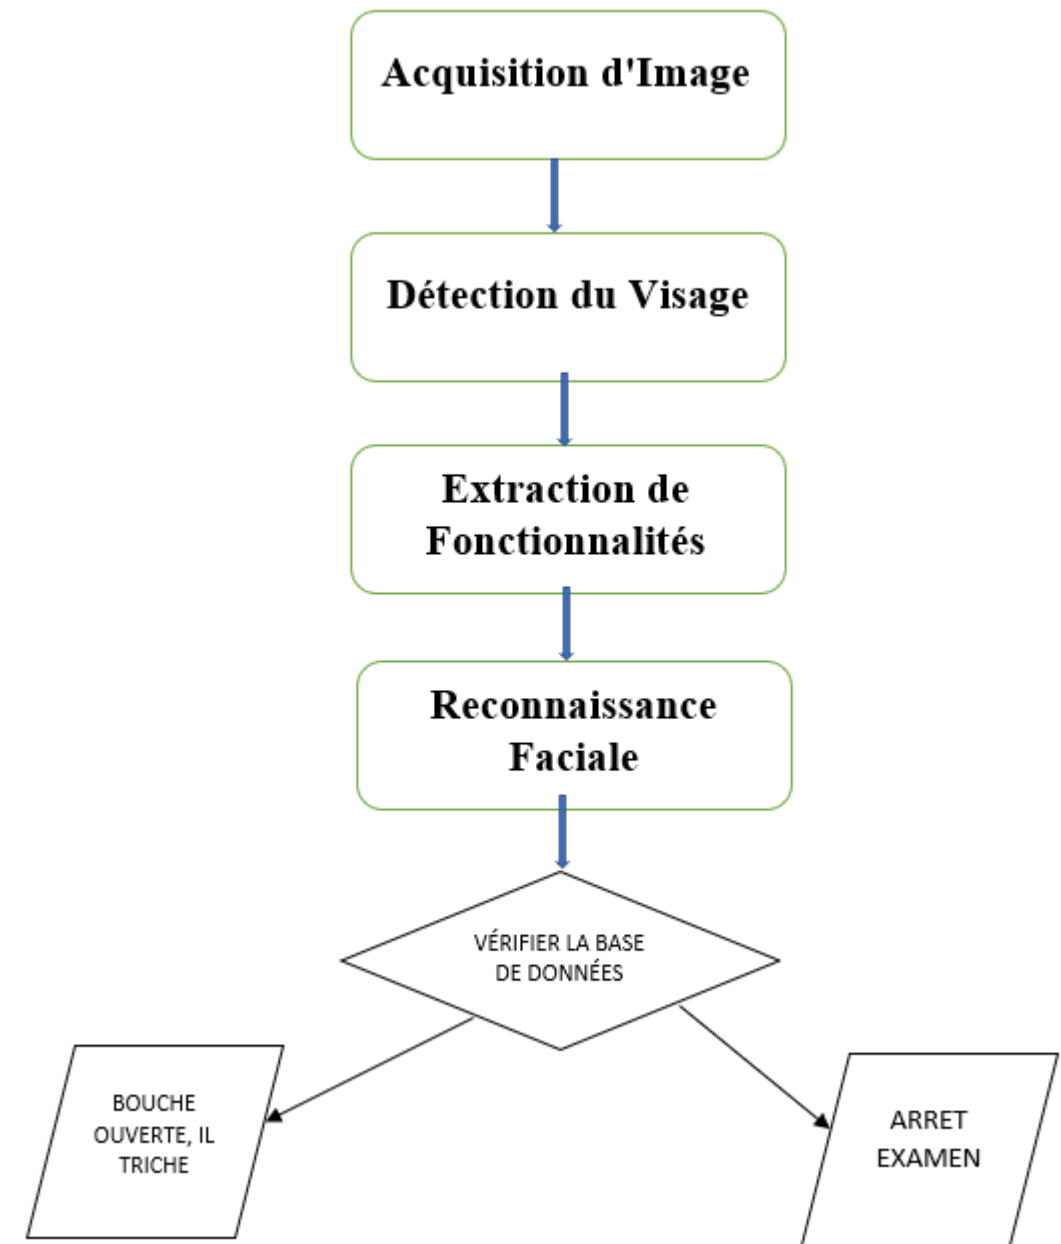 Acquisition d'Image
Détection du Visage
Extraction de
Fonctionnalités
Reconnaissance
Faciale
VÉRIFIER LA BASE
DE DONNÉES
BOUCHE
OUVERTE, IL
TRICHE
ARRET
EXAMEN